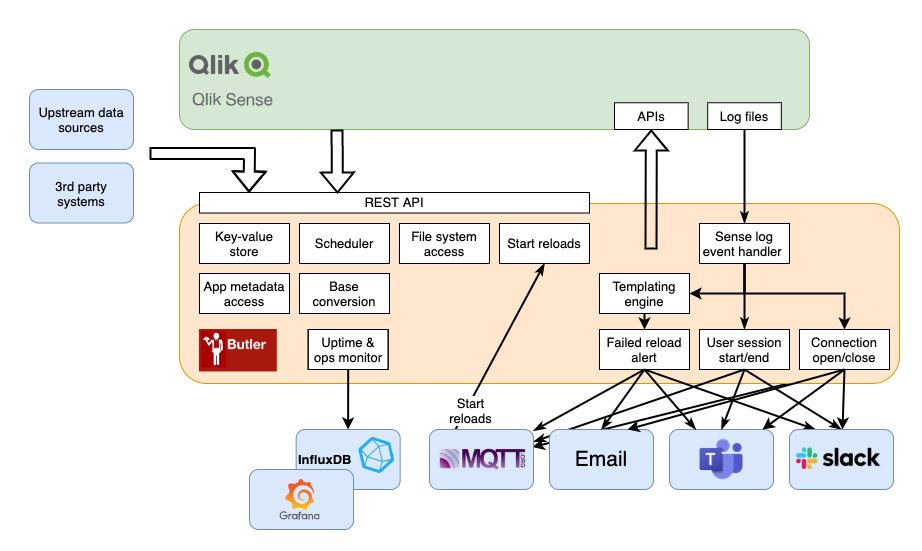 Qlik
Qlik Sense
Upstream data
sources
3rd party
systems
APIs
Log files
REST API
Key-value
store
Scheduler
File system
access
Start reloads
Sense log
event handler
App metadata
access
Base
conversion
Templating
engine
Butler
Uptime &
ops monitor
Failed reload
alert
User session
start/end
Connection
open/close
Start
reloads
InfluxDB
Grafana
MQTT.ORG
Email
T
slack